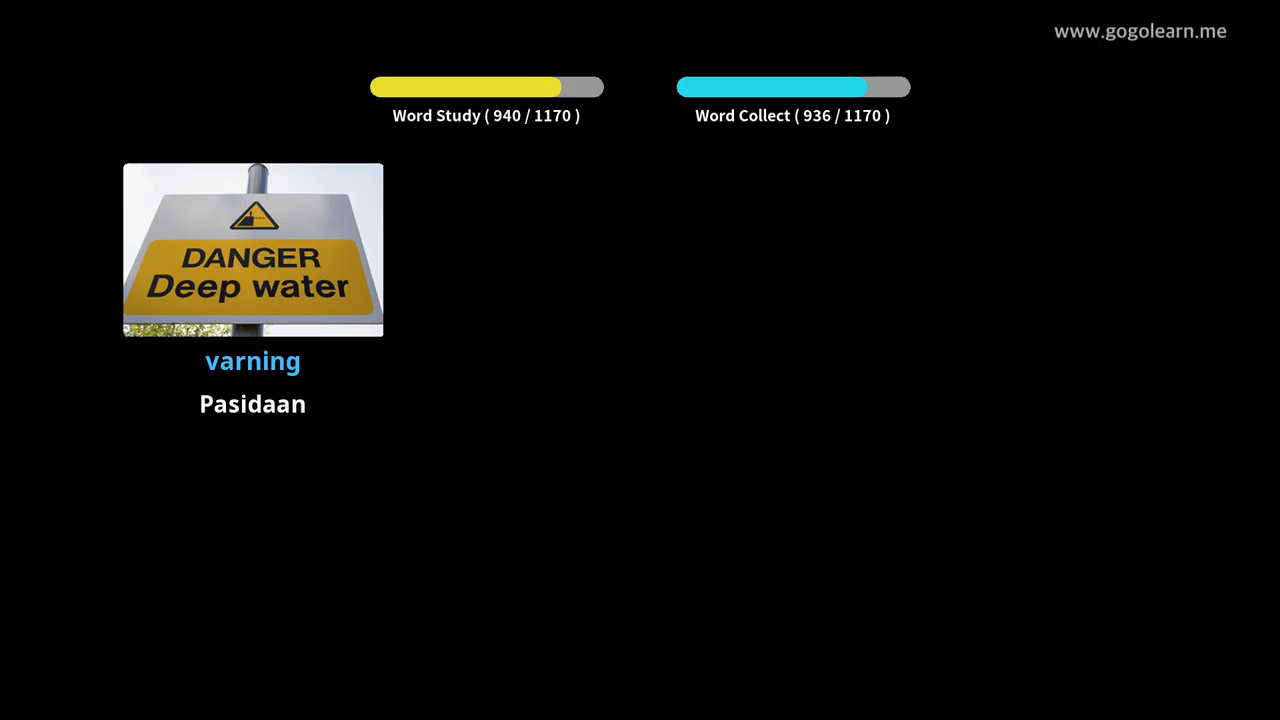 www.gogolearn.me
Word Study ( 940 / 1170 )
Word Collect ( 936 / 1170 )
DANGER
Deep water
varning
Pasidaan